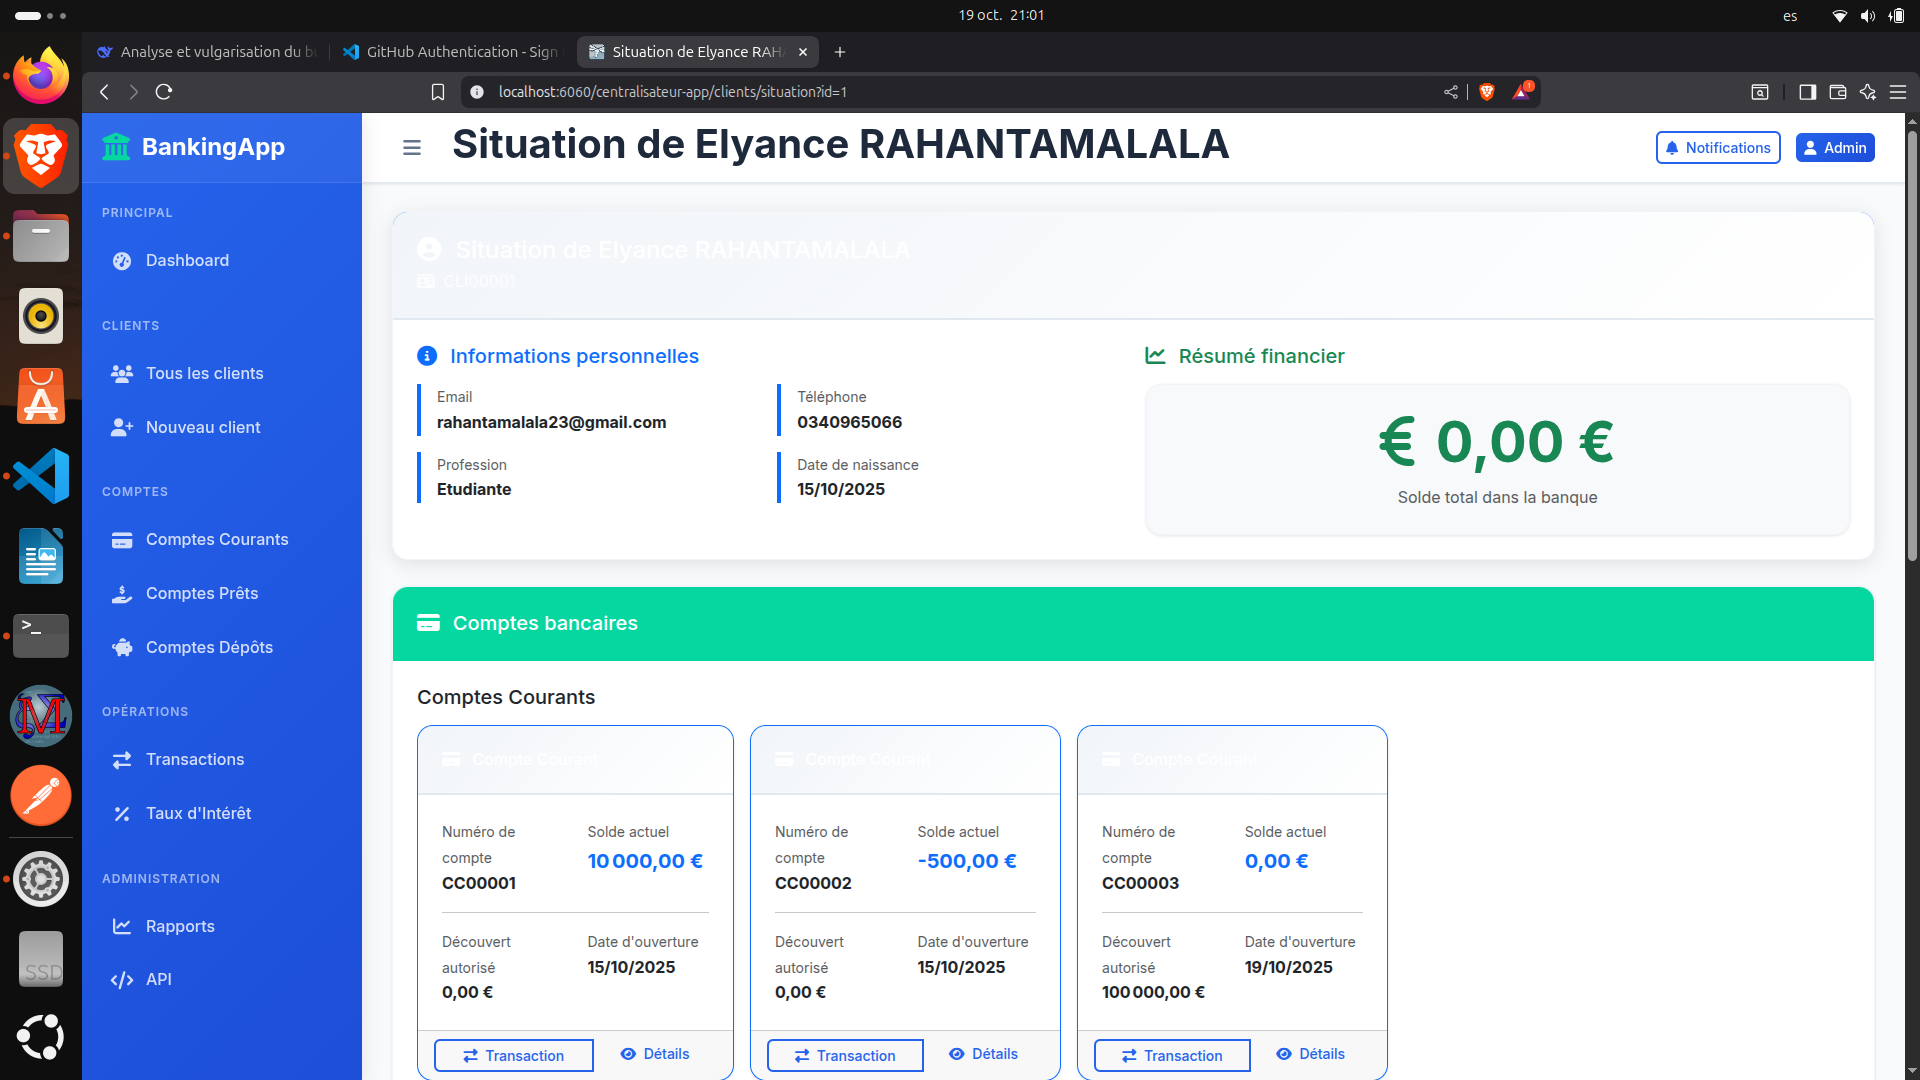 19 oct. 21:01
es
Analyse et vulgarisation du bu
GitHub Authentication - Sign
Situation de Elyance RAHA
localhost:6060/centralisateur-app/clients/situation?id=1
1
BankingApp
Situation de Elyance RAHANTAMALALA
Notifications
Admin
PRINCIPAL
Dashboard
CLIENTS
Tous les clients
Nouveau client
COMPTES
Comptes Courants
Comptes Prêts
Comptes Dépôts
OPÉRATIONS
Transactions
Taux d'Intérêt
ADMINISTRATION
Rapports
API
SSD
Situation de Elyance RAHANTAMALALA
CLI00001
Informations personnelles
Email
rahantamalala23@gmail.com
Téléphone
0340965066
Profession
Etudiante
Date de naissance
15/10/2025
Résumé financier
€ 0,00 €
Solde total dans la banque
Comptes bancaires
Comptes Courants
Compte Courant
Numéro de compte
CC00001
Solde actuel
10 000,00 €
Découvert autorisé
0,00 €
Date d'ouverture
15/10/2025
Transaction
Détails
Compte Courant
Numéro de compte
CC00002
Solde actuel
-500,00 €
Découvert autorisé
0,00 €
Date d'ouverture
15/10/2025
Transaction
Détails
Compte Courant
Numéro de compte
CC00003
Solde actuel
0,00 €
Découvert autorisé
100 000,00 €
Date d'ouverture
19/10/2025
Transaction
Détails